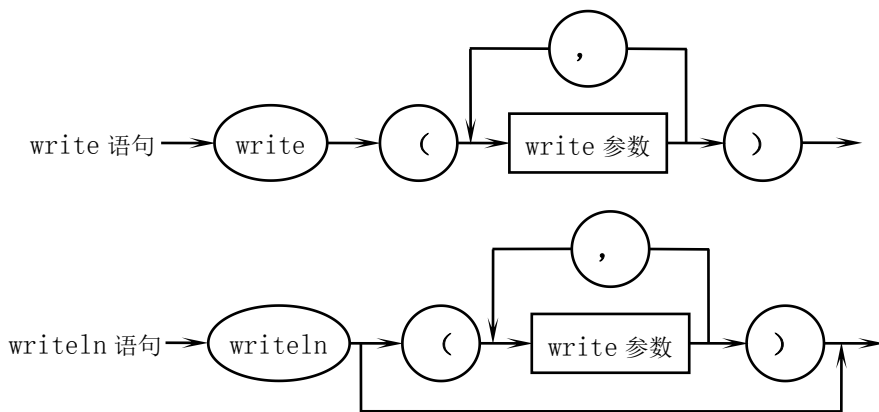 ,
write 语句 write ( write 参数 )
,
writeln 语句 writeln ( write 参数 )